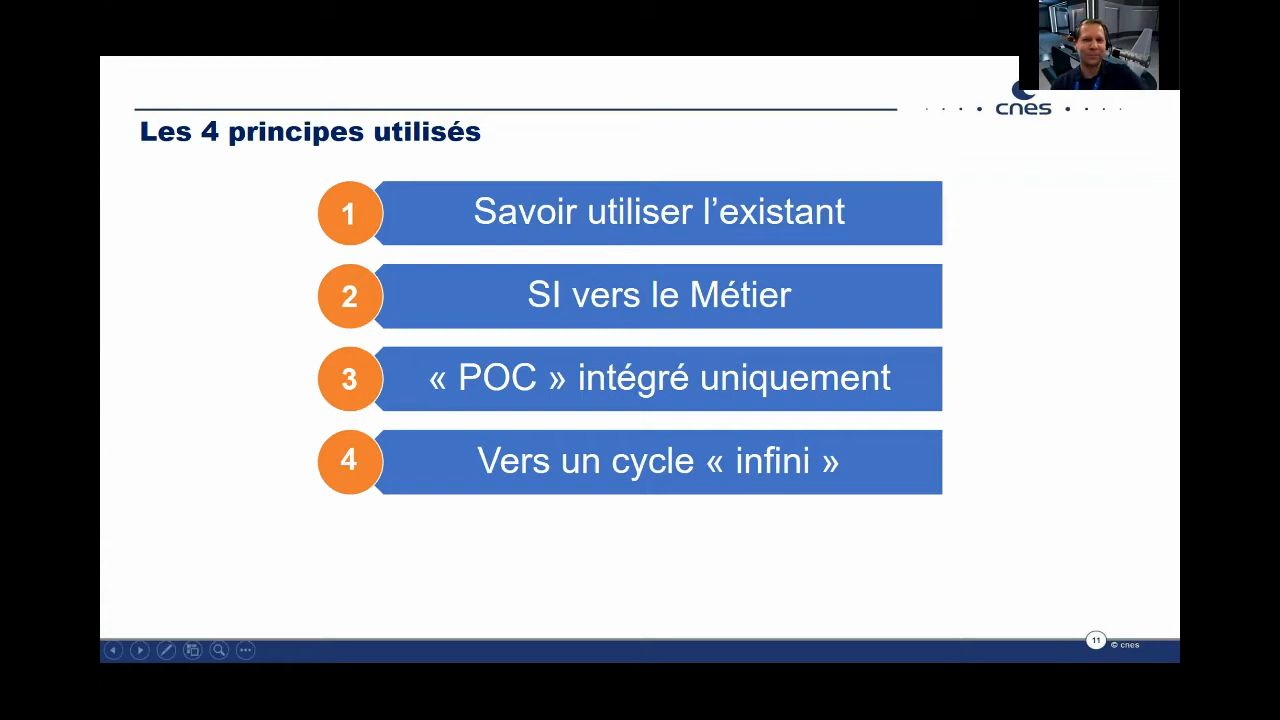 cnes
Les 4 principes utilisés
1
Savoir utiliser l’existant
2
SI vers le Métier
3
« POC » intégré uniquement
4
Vers un cycle « infini »
11
© cnes